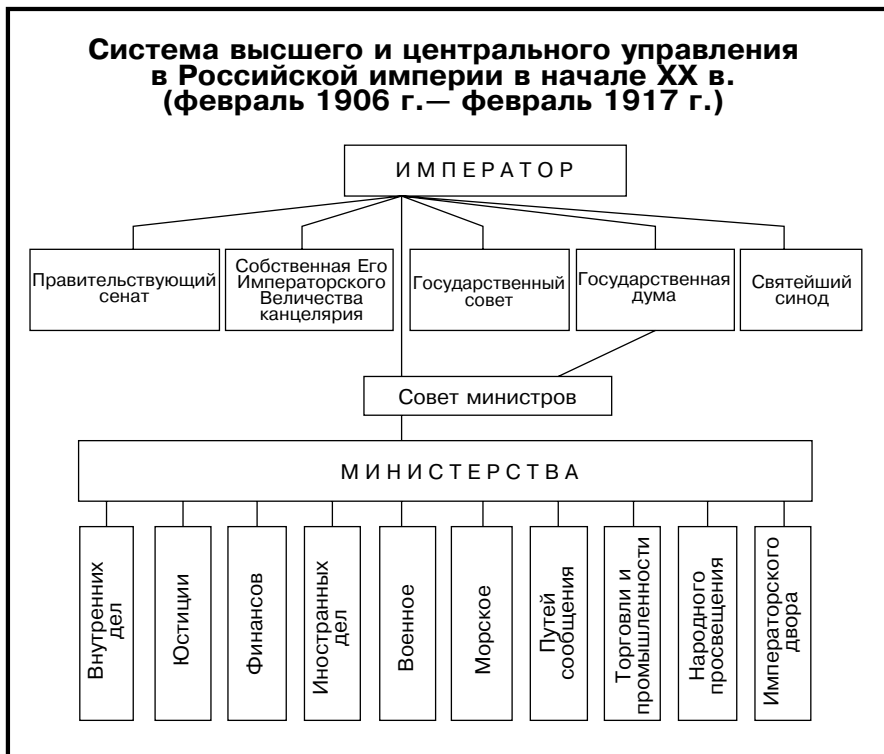 Система высшего и центрального управления
в Российской империи в начале XX в.
(февраль 1906 г.— февраль 1917 г.)
ИМПЕРАТОР
Правительствующий
сенат
Собственная Его
Императорского
Величества
канцелярия
Государственный
совет
Государственная
дума
Святейший
синод
Совет министров
МИНИСТЕРСТВА
Внутренних
дел
Юстиции
Финансов
Иностранных
дел
Военное
Морское
Путей
сообщения
Торговли и
промышленности
Народного
просвещения
Императорского
двора